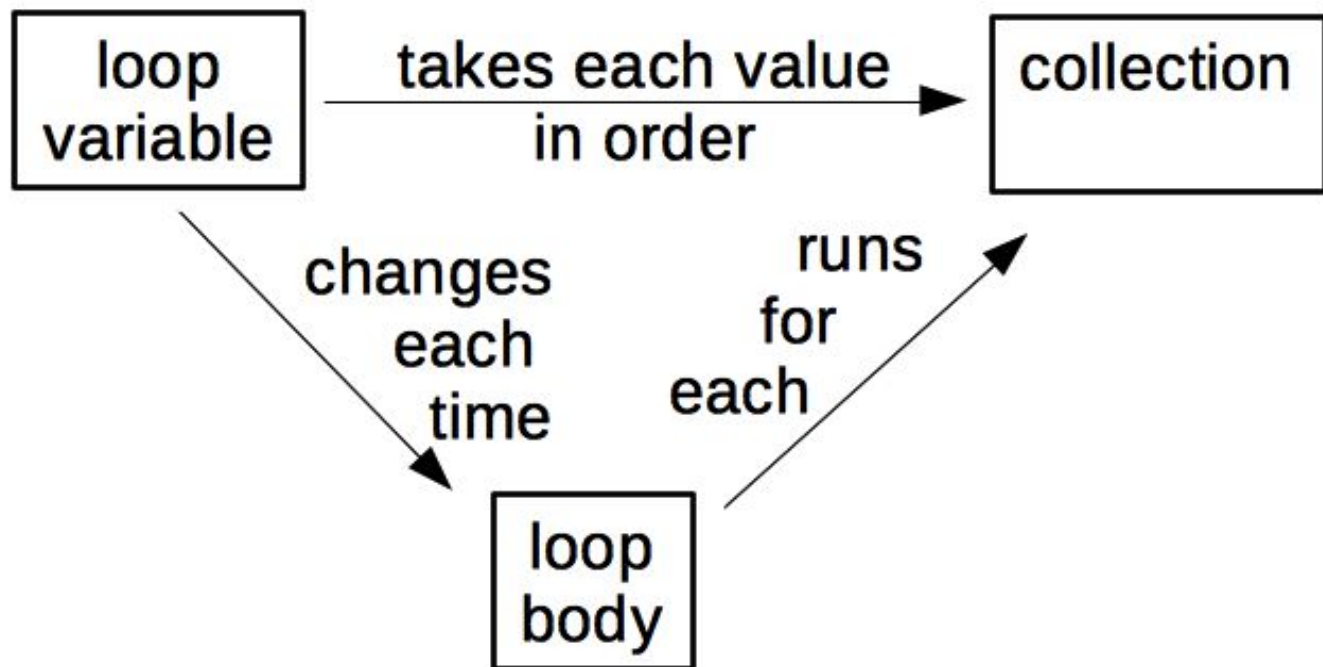 loop
variable
takes each value
in order
collection
changes
each
time
runs
for
each
loop
body